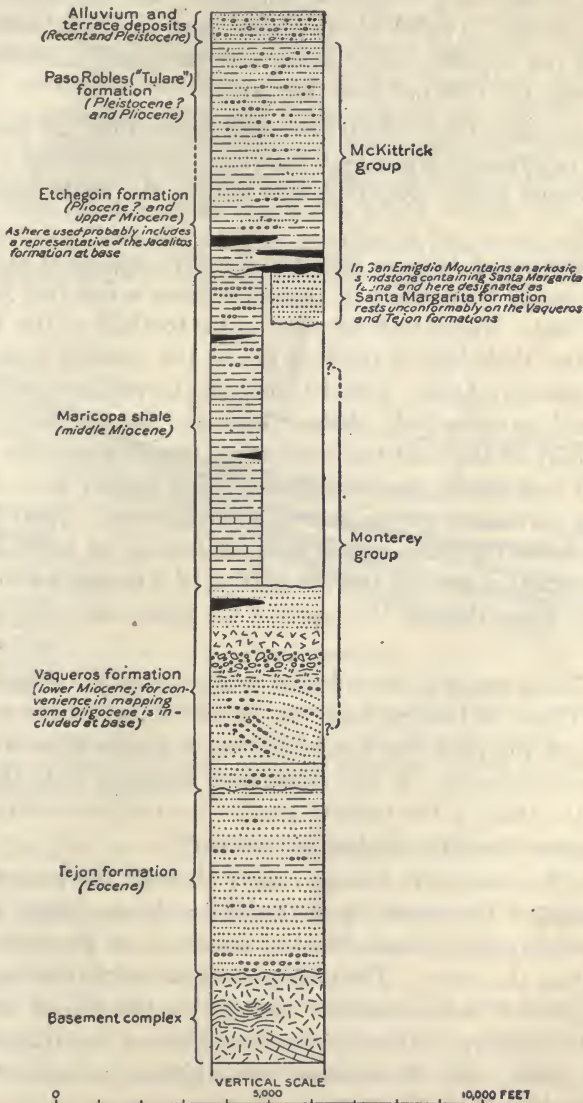 Alluvium and
terrace deposits
(Recent and Pleistocene)
Paso Robles ("Tulare")
formation
(Pleistocene ?
and Pliocene)
McKittrick
group
Etchegoin formation
(Pliocene ? and
upper Miocene)
As here used probably includes
a representative of the Jacalitos
formation at base
In San Emigdio Mountains an arkosic
sandstone containing Santa Margarita
fauna and here designated as
Santa Margarita formation
rests unconformably on the Vaqueros
and Tejon formations
?
Maricopa shale
(middle Miocene)
Monterey
group
Vaqueros formation
(lower Miocene; for con-
venience in mapping
some Oligocene is in-
cluded at base)
?
Tejon formation
(Eocene)
Basement complex
VERTICAL SCALE
0 5,000 10,000 FEET